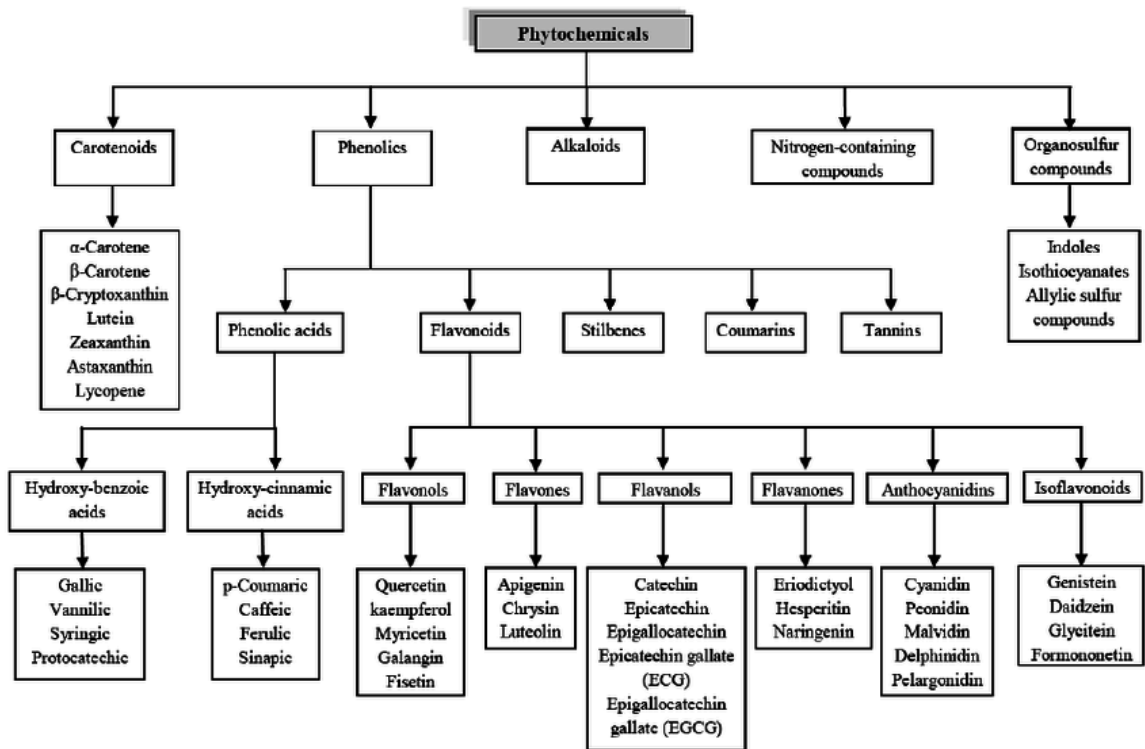 Phytochemicals
Carotenoids
Phenolics
Alkaloids
Nitrogen-containing
compounds
Organosulfur
compounds
α-Carotene
β-Carotene
β-Cryptoxanthin
Lutein
Zeaxanthin
Astaxanthin
Lycopene
Indoles
Isothiocyanates
Allylic sulfur
compounds
Phenolic acids
Flavonoids
Stilbenes
Coumarins
Tannins
Hydroxy-benzoic
acids
Hydroxy-cinnamic
acids
Flavonols
Flavones
Flavanols
Flavanones
Anthocyanidins
Isoflavonoids
Gallic
Vannilic
Syringic
Protocatechic
p-Coumaric
Caffeic
Ferulic
Sinapic
Quercetin
kaempferol
Myricetin
Galangin
Fisetin
Apigenin
Chrysin
Luteolin
Catechin
Epicatechin
Epigallocatechin
Epicatechin gallate
(ECG)
Epigallocatechin
gallate (EGCG)
Eriodictyol
Hesperitin
Naringenin
Cyanidin
Peonidin
Malvidin
Delphinidin
Pelargonidin
Genistein
Daidzein
Glycitein
Formononetin